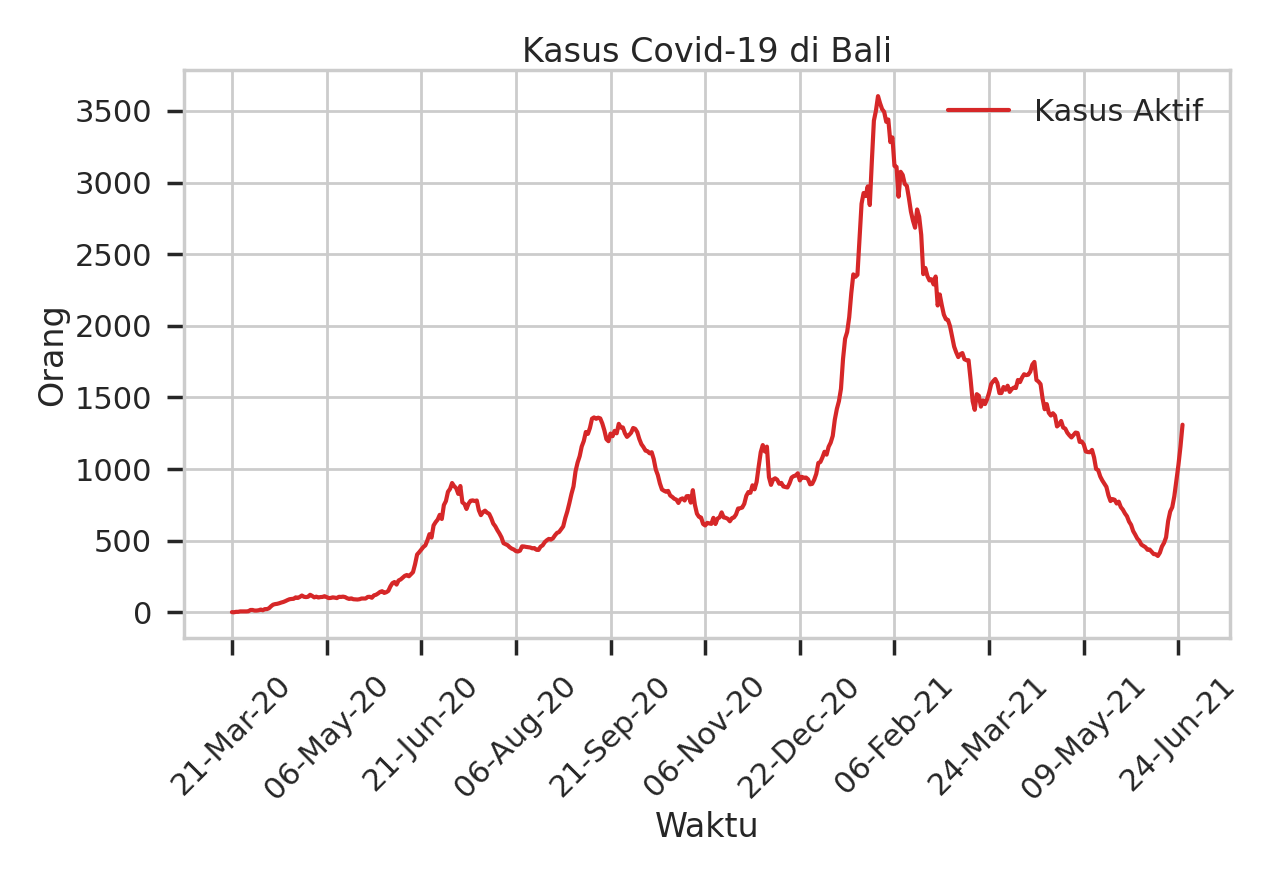 Kasus Covid-19 di Bali
Kasus Aktif
Orang
3500
3000
2500
2000
1500
1000
500
0
21-Mar-20
06-May-20
21-Jun-20
06-Aug-20
21-Sep-20
06-Nov-20
22-Dec-20
06-Feb-21
24-Mar-21
09-May-21
24-Jun-21
Waktu